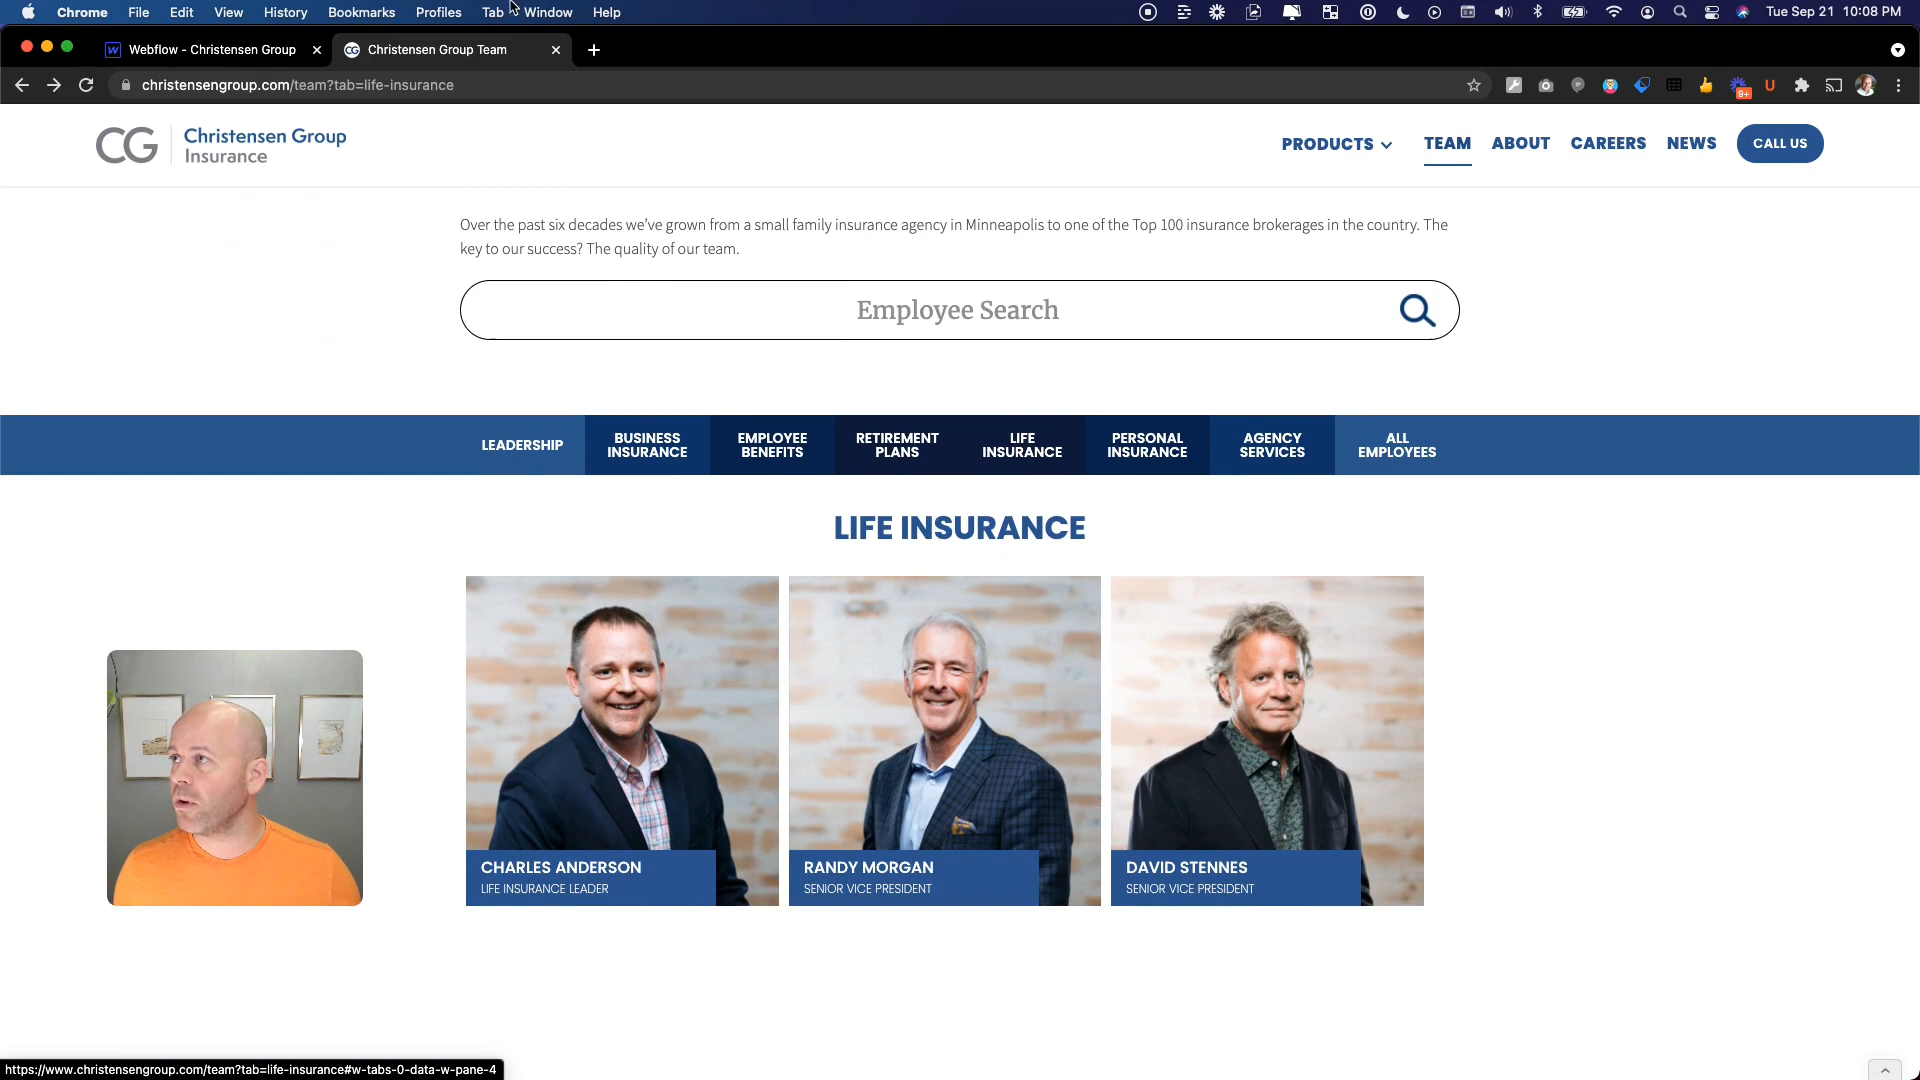 Chrome File Edit View History Bookmarks Profiles Tab Window Help
Tue Sep 21 10:08 PM
Webflow - Christensen Group
Christensen Group Team
christensengroup.com/team?tab=life-insurance
9+
CG Christensen Group
Insurance
PRODUCTS TEAM ABOUT CAREERS NEWS CALL US
Over the past six decades we've grown from a small family insurance agency in Minneapolis to one of the Top 100 insurance brokerages in the country. The
key to our success? The quality of our team.
Employee Search
LEADERSHIP
BUSINESS
INSURANCE
EMPLOYEE
BENEFITS
RETIREMENT
PLANS
LIFE
INSURANCE
PERSONAL
INSURANCE
AGENCY
SERVICES
ALL
EMPLOYEES
LIFE INSURANCE
CHARLES ANDERSON
LIFE INSURANCE LEADER
RANDY MORGAN
SENIOR VICE PRESIDENT
DAVID STENNES
SENIOR VICE PRESIDENT
https://www.christensengroup.com/team?tab=life-insurance#w-tabs-0-data-w-pane-4